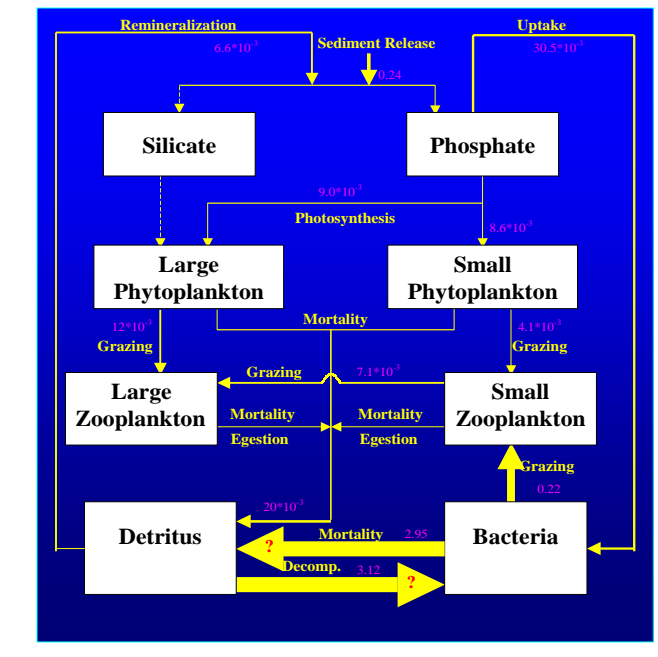 Remineralization
Uptake
6.6*10⁻³
Sediment Release
30.5*10⁻³
0.24
Silicate
Phosphate
9.0*10⁻³
Photosynthesis
8.6*10⁻³
Large
Phytoplankton
Small
Phytoplankton
Mortality
12*10⁻³
4.1*10⁻³
Grazing
Grazing
Grazing
7.1*10⁻³
Large
Zooplankton
Small
Zooplankton
Mortality
Mortality
Egestion
Egestion
Grazing
0.22
20*10⁻³
Detritus
Bacteria
Mortality
2.95
?
Decomp.
3.12
?